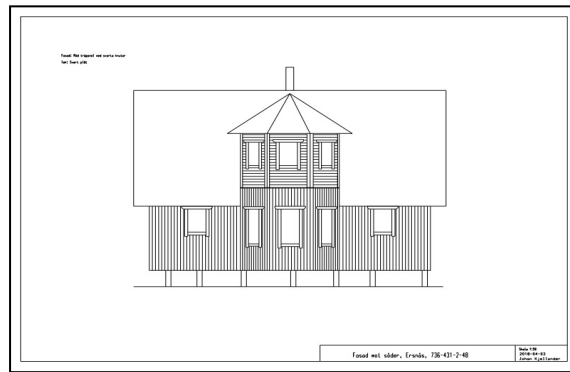 Fasad: Röd träpanel med svarta knutar
Tak: Svart plåt
Fasad mot söder, Ersnäs, 736-431-2-48
Skala 1:50
2010-04-03
Johan Kjellander